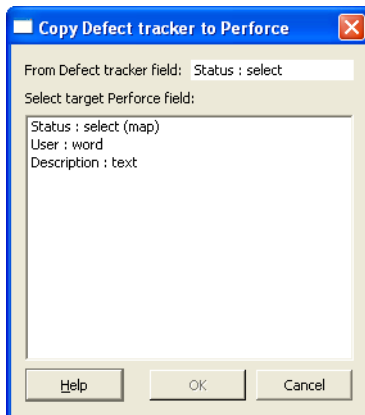 Copy Defect tracker to Perforce
From Defect tracker field: Status : select
Select target Perforce field:
Status : select (map)
User : word
Description : text
Help OK Cancel